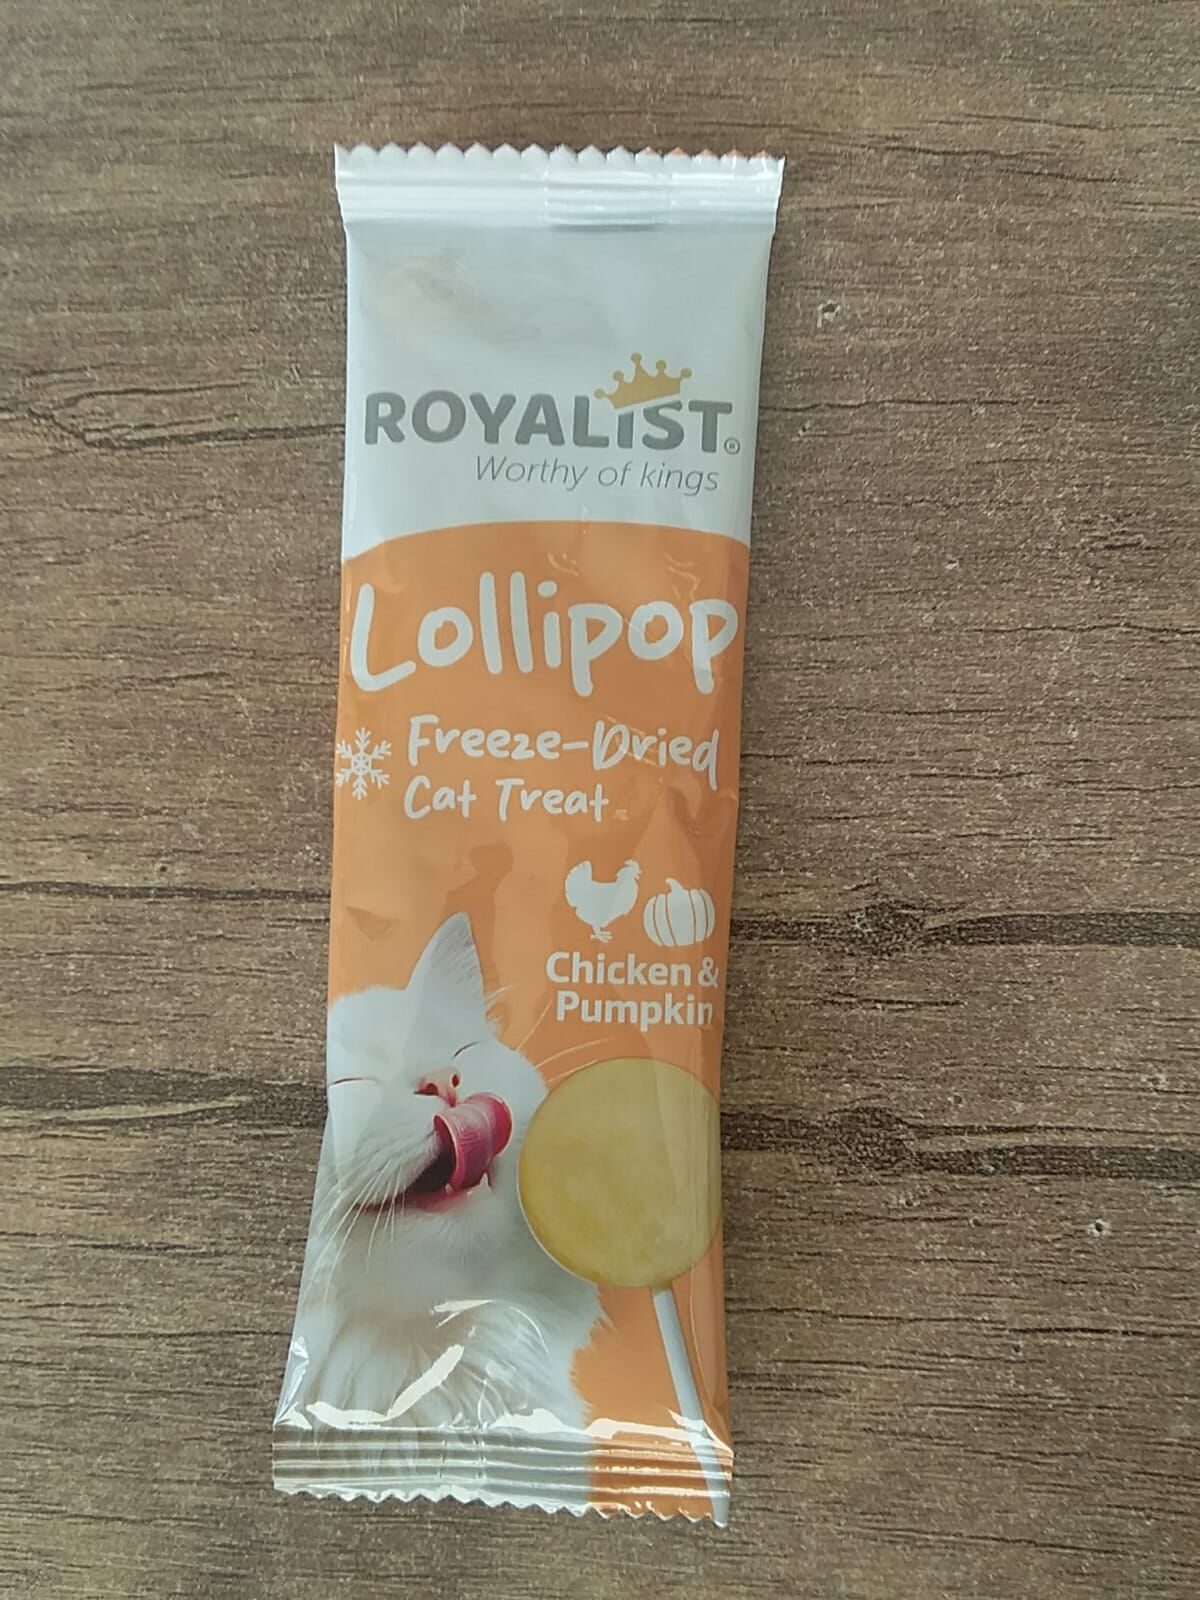 ROYALIST®
Worthy of kings
Lollipop
Freeze-Dried
Cat Treat
Chicken &
Pumpkin